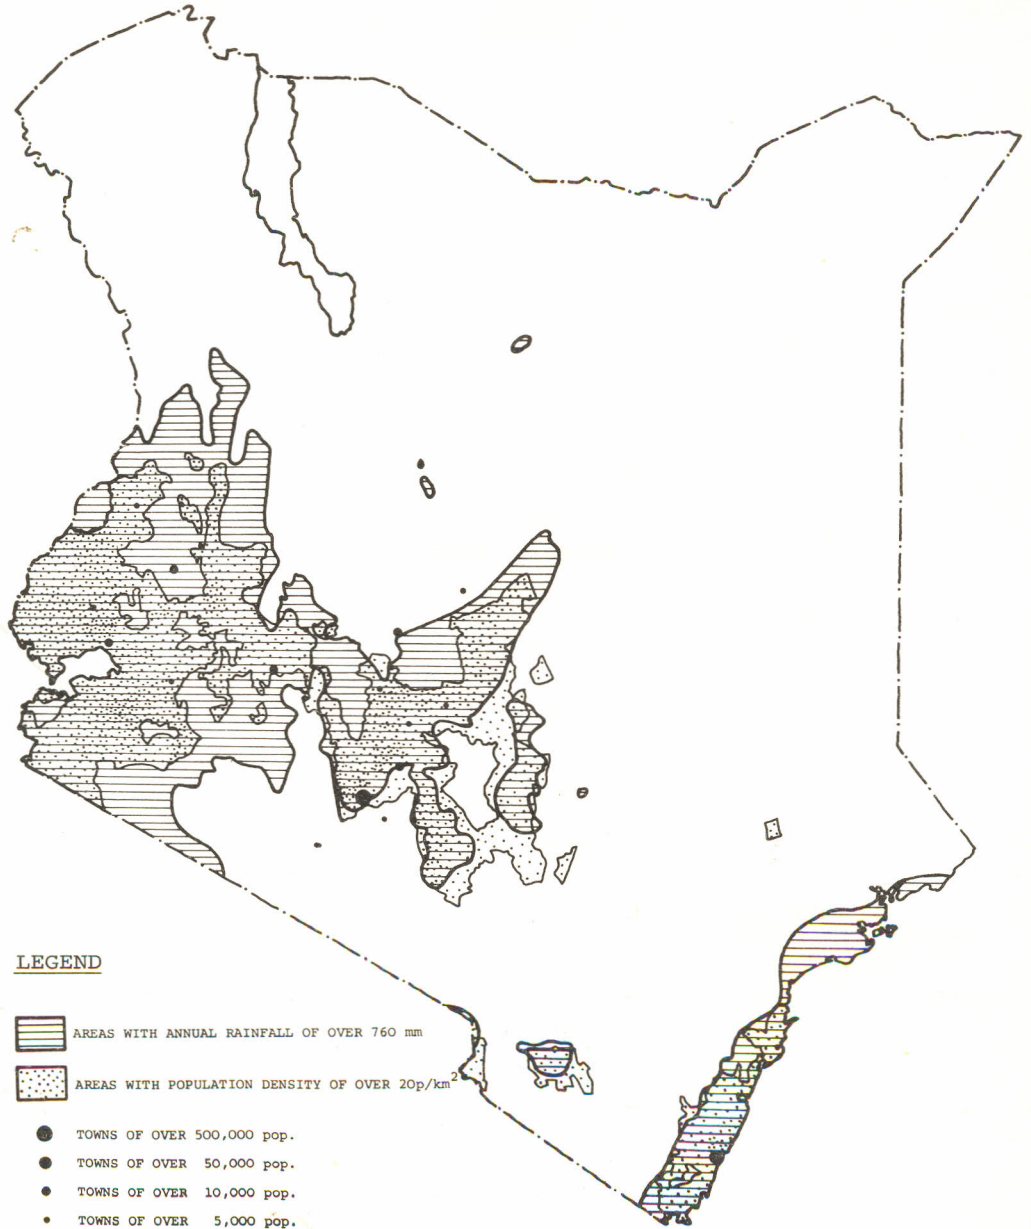 LEGEND
AREAS WITH ANNUAL RAINFALL OF OVER 760 mm
AREAS WITH POPULATION DENSITY OF OVER 20p/km²
TOWNS OF OVER 500,000 pop.
TOWNS OF OVER 50,000 pop.
TOWNS OF OVER 10,000 pop.
TOWNS OF OVER 5,000 pop.